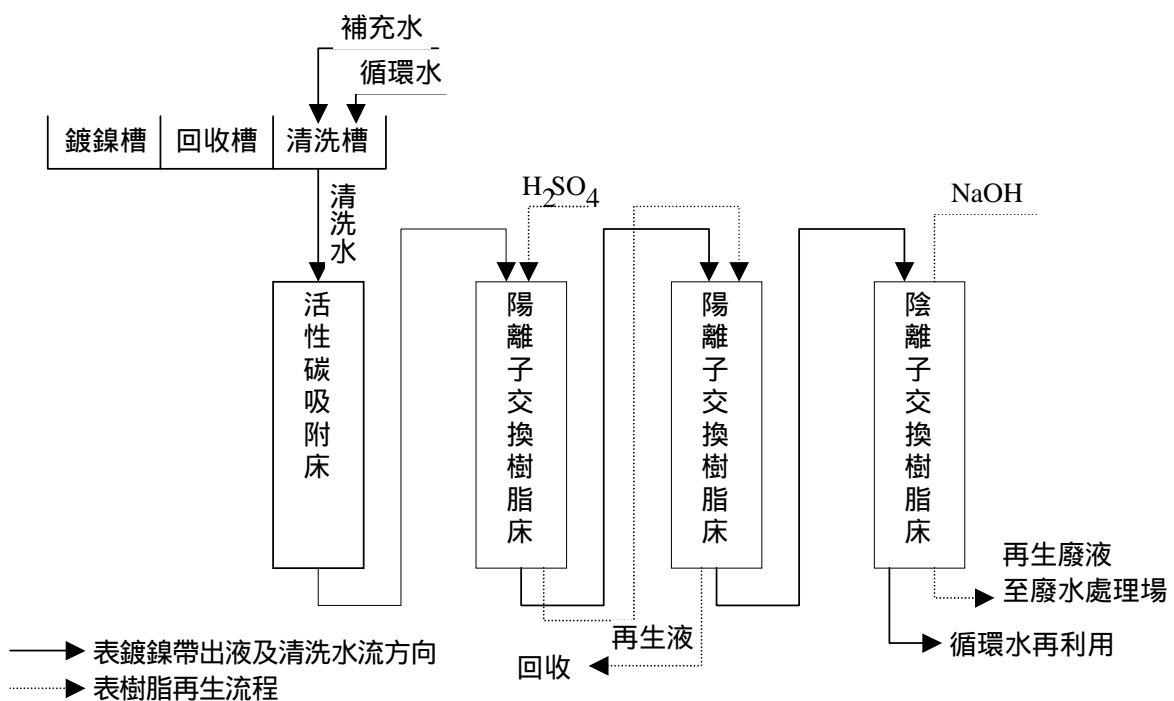 補充水
循環水
鍍鎳槽
回收槽
清洗槽
清洗水
H2SO4
NaOH
活性碳吸附床
陽離子交換樹脂床
陽離子交換樹脂床
陰離子交換樹脂床
再生廢液
至廢水處理場
再生液
回收
循環水再利用
表鍍鎳帶出液及清洗水流方向
表樹脂再生流程